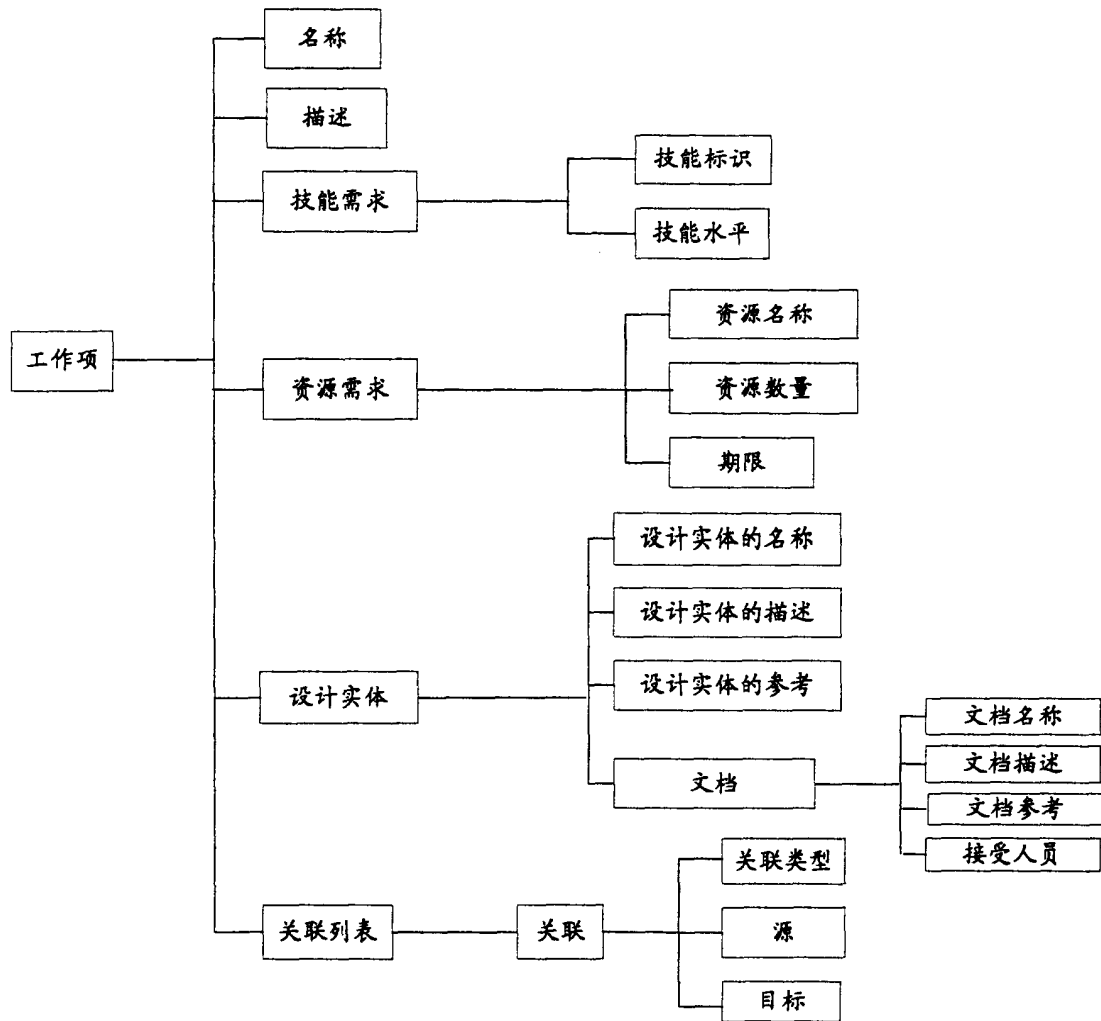 名称
描述
技能需求
技能标识
技能水平
工作项
资源需求
资源名称
资源数量
期限
设计实体
设计实体的名称
设计实体的描述
设计实体的参考
文档
文档名称
文档描述
文档参考
接受人员
关联列表
关联
关联类型
源
目标